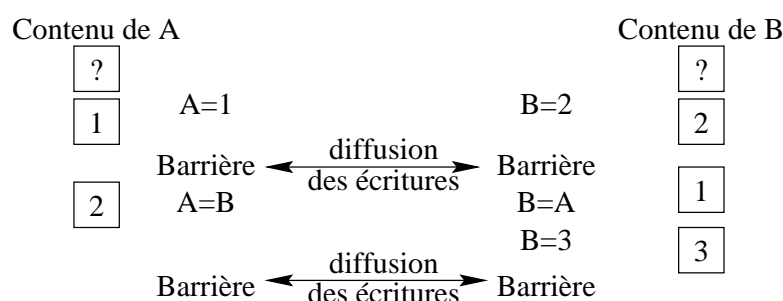 Contenu de A Contenu de B
? ?
A=1 B=2
1 2
diffusion
Barrière Barrière
des écritures
1
2 A=B B=A
B=3
3
diffusion
Barrière Barrière
des écritures